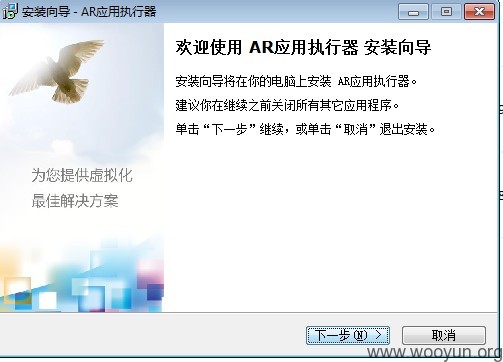 安装向导 - AR应用执行器
欢迎使用 AR应用执行器 安装向导
安装向导将在你的电脑上安装 AR应用执行器。
建议你在继续之前关闭所有其它应用程序。
单击“下一步”继续，或单击“取消”退出安装。
为您提供虚拟化
最佳解决方案
下一步(N) >
取消
www.wooyun.org